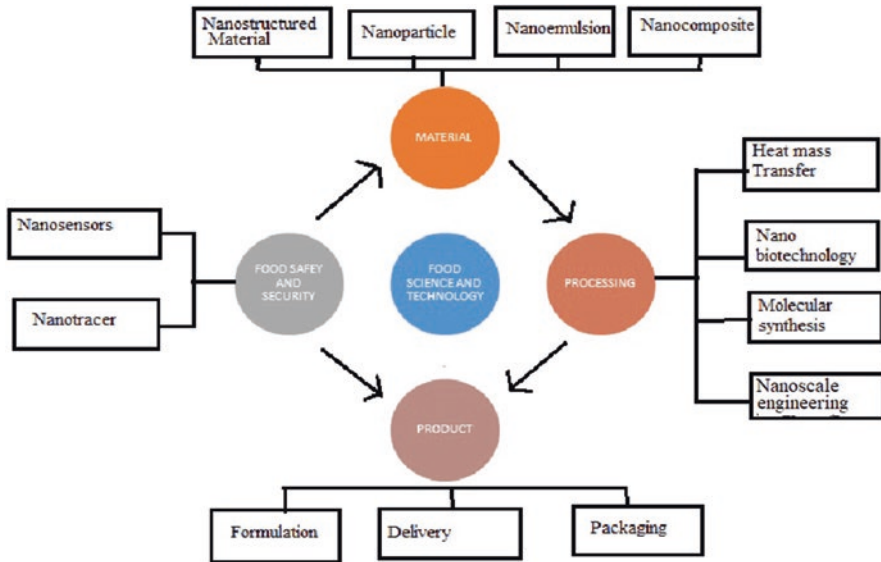 Nanostructured
Material
Nanoparticle
Nanoemulsion
Nanocomposite
MATERIAL
Heat mass
Transfer
Nanosensors
Nano
biotechnology
FOOD SAFEY
AND
SECURITY
FOOD
SCIENCE AND
TECHNOLOGY
PROCESSING
Nanotracer
Molecular
synthesis
Nanoscale
engineering
PRODUCT
Formulation
Delivery
Packaging